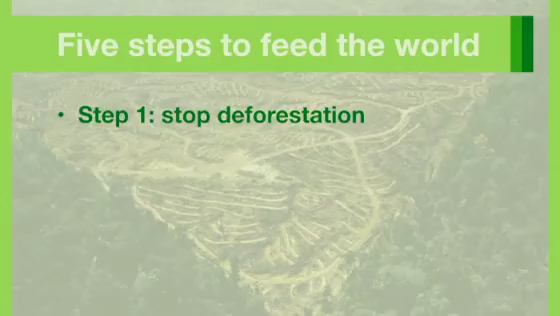 Five steps to feed the world
• Step 1: stop deforestation